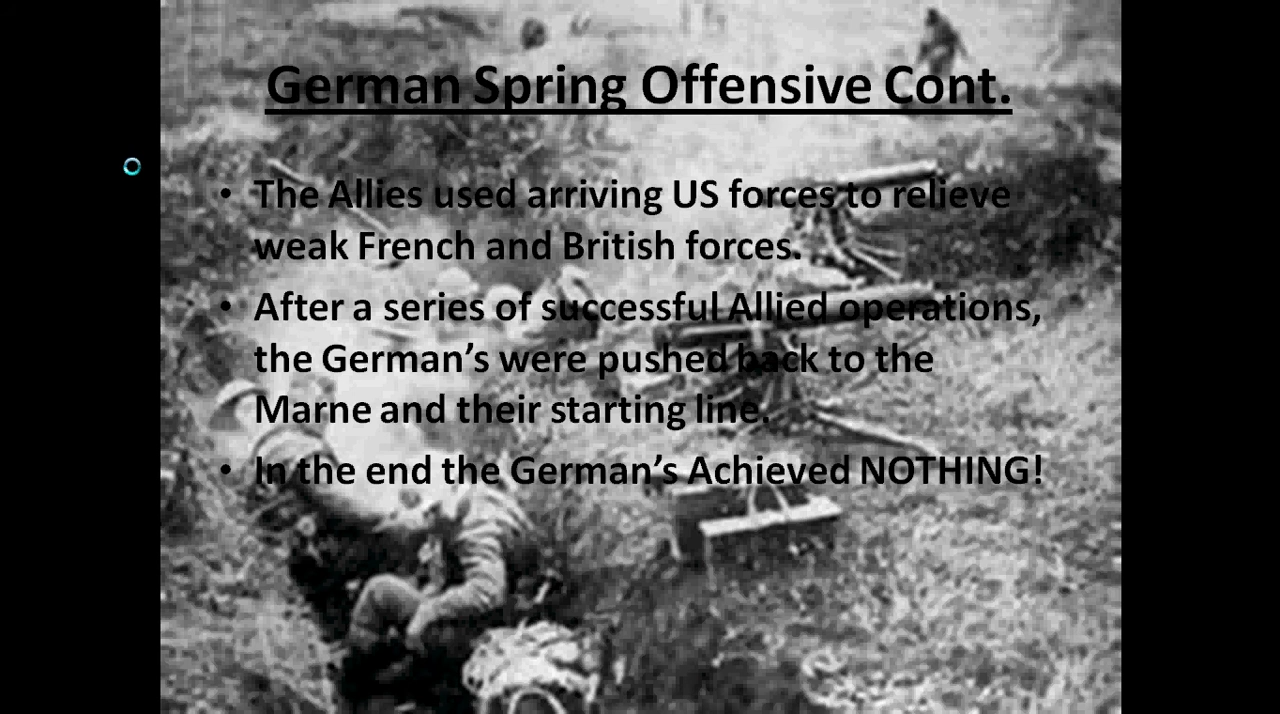 German Spring Offensive Cont.
• The Allies used arriving US forces to relieve
weak French and British forces.
• After a series of successful Allied operations,
the German’s were pushed back to the
Marne and their starting line.
• In the end the German’s Achieved NOTHING!